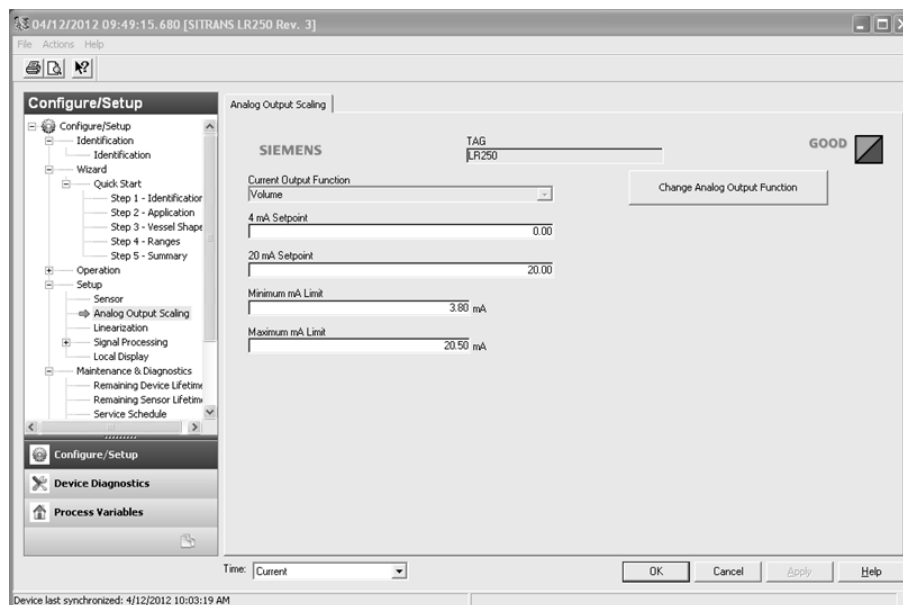 04/12/2012 09:49:15.680 [SITRANS LR250 Rev. 3]
File Actions Help
Configure/Setup
Configure/Setup
Identification
Identification
Wizard
Quick Start
Step 1 - Identification
Step 2 - Application
Step 3 - Vessel Shape
Step 4 - Ranges
Step 5 - Summary
Operation
Setup
Sensor
Analog Output Scaling
Linearization
Signal Processing
Local Display
Maintenance & Diagnostics
Remaining Device Lifetime
Remaining Sensor Lifetime
Service Schedule
Configure/Setup
Device Diagnostics
Process Variables
Analog Output Scaling
SIEMENS
TAG
LR250
GOOD
Current Output Function
Volume
Change Analog Output Function
4 mA Setpoint
0.00
20 mA Setpoint
20.00
Minimum mA Limit
3.80 mA
Maximum mA Limit
20.50 mA
Time: Current
OK Cancel Apply Help
Device last synchronized: 4/12/2012 10:03:19 AM